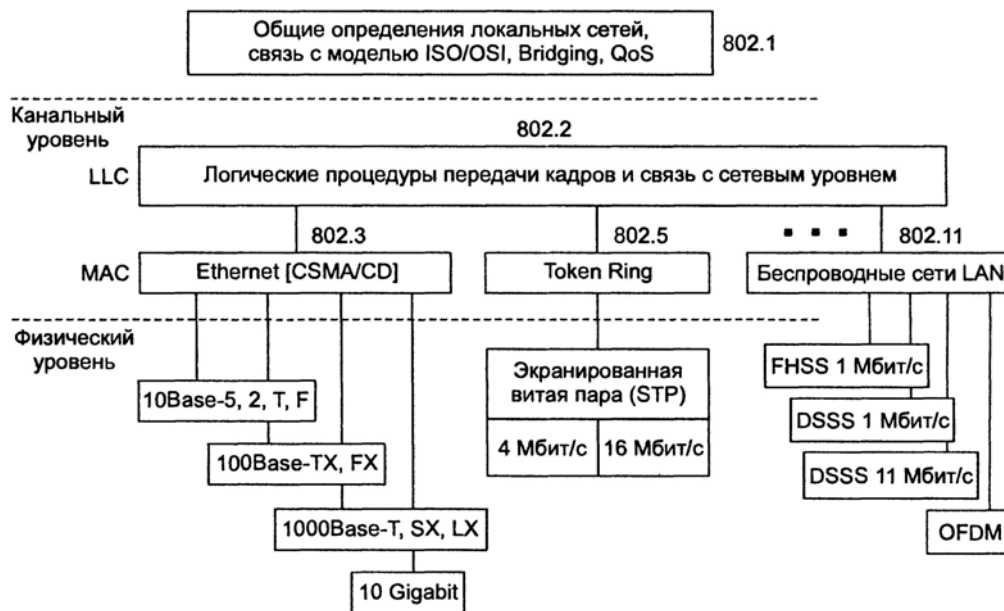 Общие определения локальных сетей,
связь с моделью ISO/OSI, Bridging, QoS
802.1
Канальный
уровень
802.2
LLC
Логические процедуры передачи кадров и связь с сетевым уровнем
802.3
802.5
802.11
MAC
Ethernet [CSMA/CD]
Token Ring
Беспроводные сети LAN
Физический
уровень
Экранированная
витая пара (STP)
4 Мбит/с
16 Мбит/с
FHSS 1 Мбит/с
10Base-5, 2, T, F
DSSS 1 Мбит/с
100Base-TX, FX
DSSS 11 Мбит/с
1000Base-T, SX, LX
OFDM
10 Gigabit